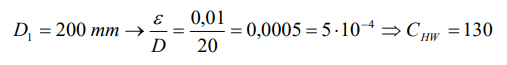 D₁ = 200 mm → ε/D = 0,01/20 = 0,0005 = 5·10⁻⁴ ⇒ C_HW = 130